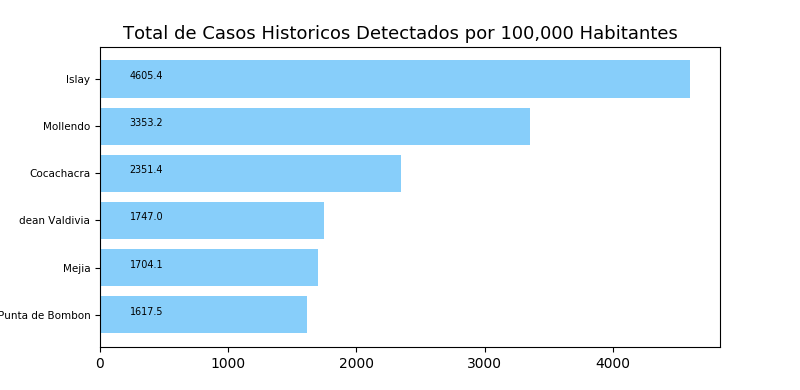 Total de Casos Historicos Detectados por 100,000 Habitantes
Islay 4605.4
Mollendo 3353.2
Cocachacra 2351.4
dean Valdivia 1747.0
Mejia 1704.1
Punta de Bombon 1617.5
0 1000 2000 3000 4000